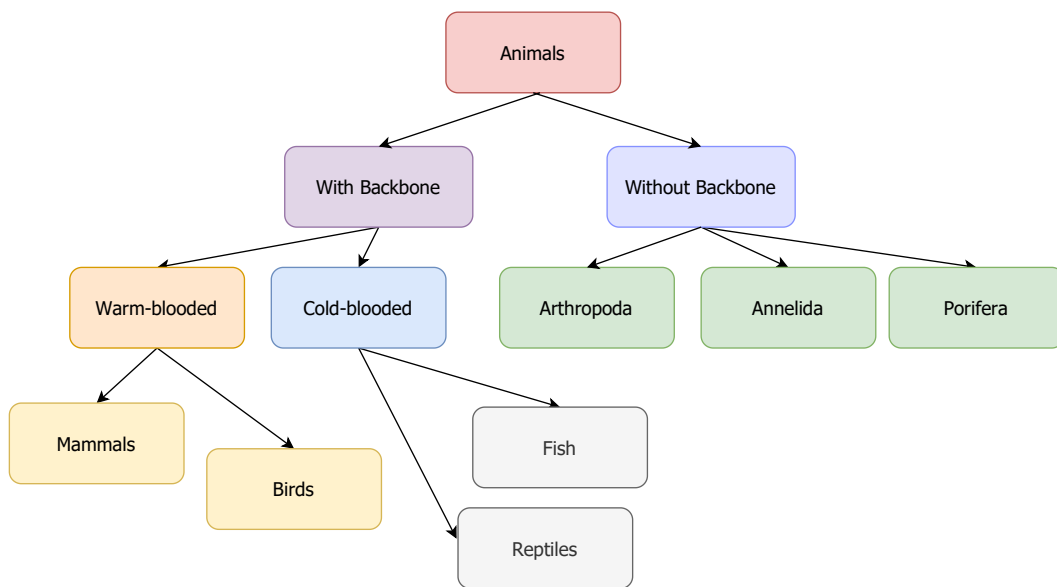 Animals
With Backbone
Without Backbone
Warm-blooded
Cold-blooded
Arthropoda
Annelida
Porifera
Mammals
Fish
Birds
Reptiles